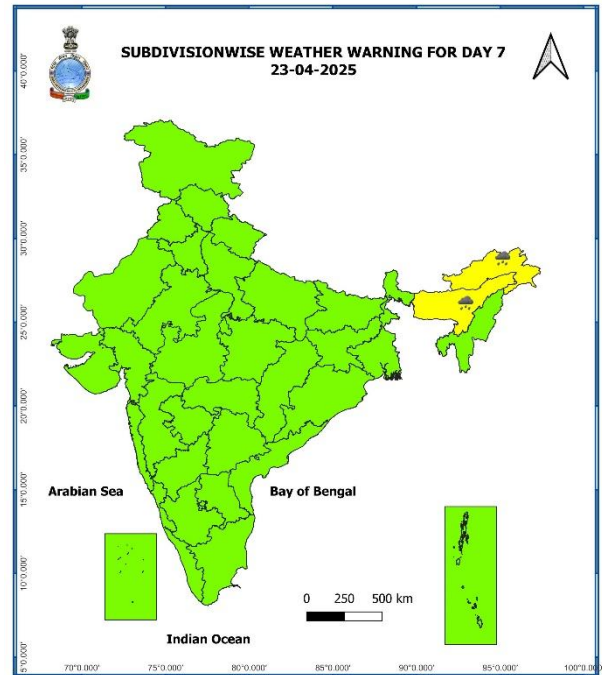 SUBDIVISIONWISE WEATHER WARNING FOR DAY 7
23-04-2025
40°0.000'
35°0.000'
30°0.000'
25°0.000'
20°0.000'
15°0.000'
10°0.000'
5°0.000'
Arabian Sea
Bay of Bengal
0 250 500 km
Indian Ocean
70°0.000' 75°0.000' 80°0.000' 85°0.000' 90°0.000' 95°0.000' 100°0.000'